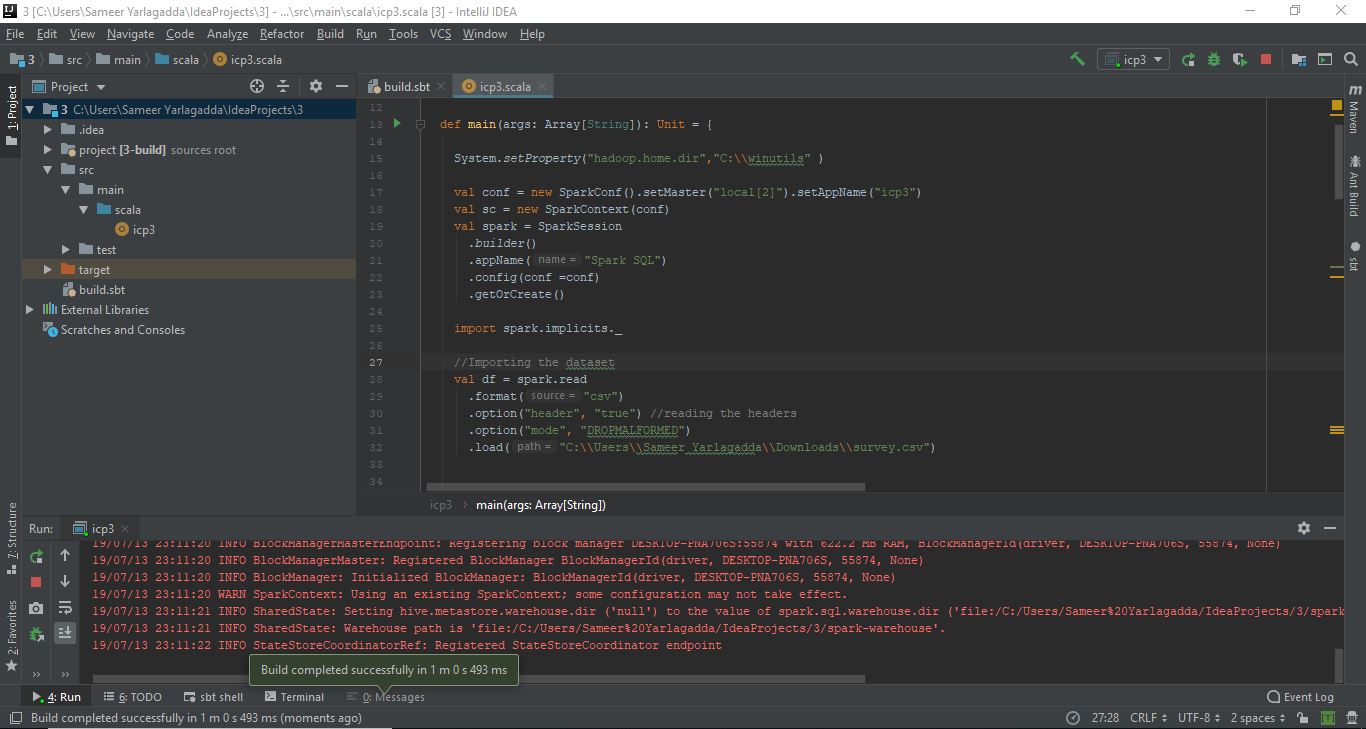 3 [C:\Users\Sameer Yarlagadda\IdeaProjects\3] - ...\src\main\scala\icp3.scala [3] - IntelliJ IDEA
File Edit View Navigate Code Analyze Refactor Build Run Tools VCS Window Help
3 src main scala icp3.scala
icp3
Project
build.sbt icp3.scala
1: Project
3 C:\Users\Sameer Yarlagadda\IdeaProjects\3
.idea
project [3-build] sources root
src
main
scala
icp3
test
target
build.sbt
External Libraries
Scratches and Consoles
12
13 def main(args: Array[String]): Unit = {
14
15 System.setProperty("hadoop.home.dir","C:\\winutils" )
16
17 val conf = new SparkConf().setMaster("local[2]").setAppName("icp3")
18 val sc = new SparkContext(conf)
19 val spark = SparkSession
20 .builder()
21 .appName( name = "Spark SQL")
22 .config(conf =conf)
23 .getOrCreate()
24
25 import spark.implicits._
26
27 //Importing the dataset
28 val df = spark.read
29 .format( source = "csv")
30 .option("header", "true") //reading the headers
31 .option("mode", "DROPMALFORMED")
32 .load( path = "C:\\Users\\Sameer Yarlagadda\\Downloads\\survey.csv")
33
34
icp3 main(args: Array[String])
m Maven
Ant Build
sbt
7: Structure
2: Favorites
Run: icp3
19/07/13 23:11:20 INFO BlockManagerMasterEndpoint: Registering block manager DESKTOP-PNA706S:55874 with 622.2 MB RAM, BlockManagerId(driver, DESKTOP-PNA706S, 55874, None)
19/07/13 23:11:20 INFO BlockManagerMaster: Registered BlockManager BlockManagerId(driver, DESKTOP-PNA706S, 55874, None)
19/07/13 23:11:20 INFO BlockManager: Initialized BlockManager: BlockManagerId(driver, DESKTOP-PNA706S, 55874, None)
19/07/13 23:11:20 WARN SparkContext: Using an existing SparkContext; some configuration may not take effect.
19/07/13 23:11:21 INFO SharedState: Setting hive.metastore.warehouse.dir ('null') to the value of spark.sql.warehouse.dir ('file:/C:/Users/Sameer%20Yarlagadda/IdeaProjects/3/spark
19/07/13 23:11:21 INFO SharedState: Warehouse path is 'file:/C:/Users/Sameer%20Yarlagadda/IdeaProjects/3/spark-warehouse'.
19/07/13 23:11:22 INFO StateStoreCoordinatorRef: Registered StateStoreCoordinator endpoint
Build completed successfully in 1 m 0 s 493 ms
4: Run 6: TODO sbt shell Terminal 0: Messages Event Log
Build completed successfully in 1 m 0 s 493 ms (moments ago) 27:28 CRLF UTF-8 2 spaces